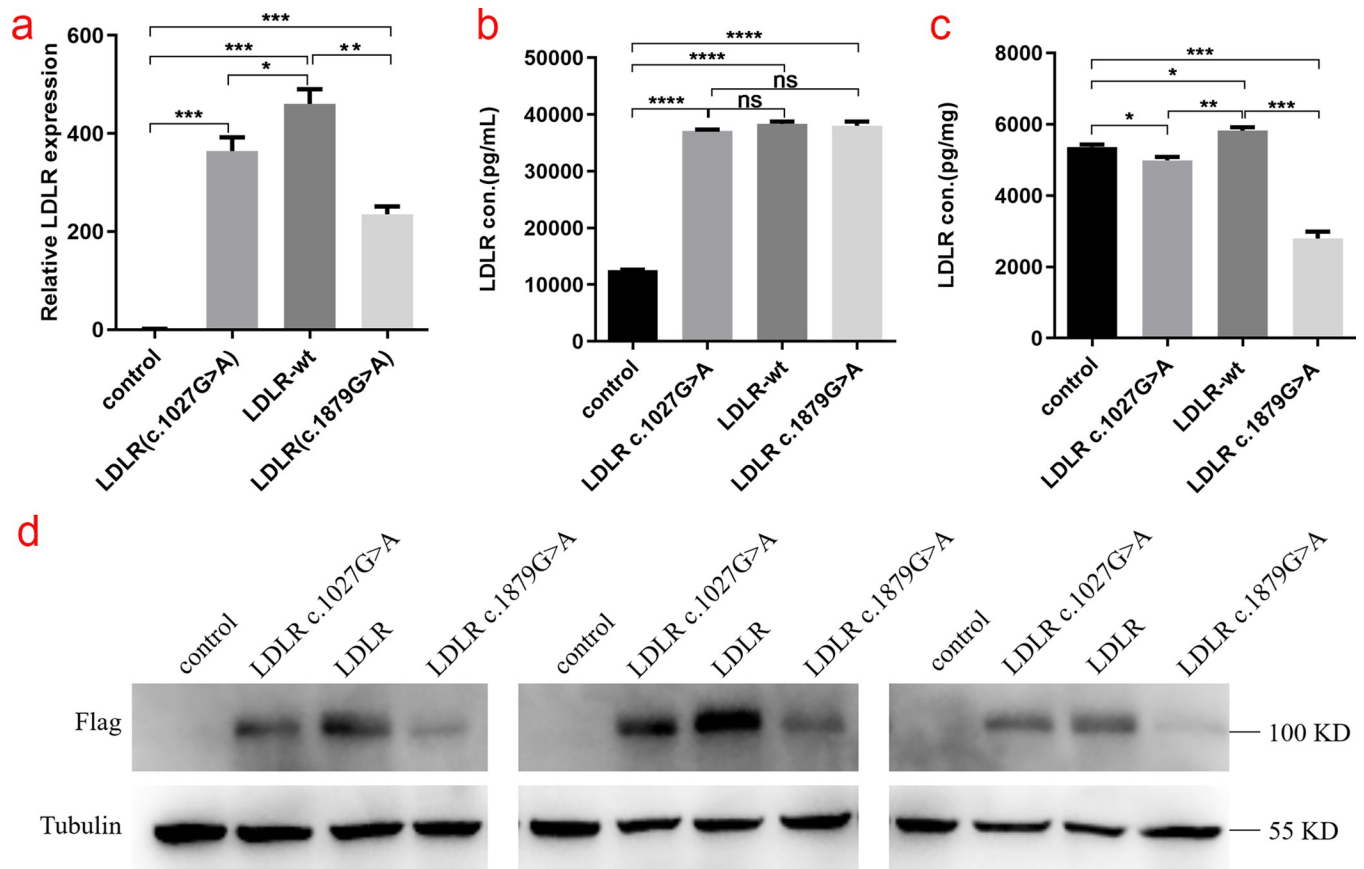 a
Relative LDLR expression
600
400
200
0
***
***
**
*
***
control
LDLR(c.1027G>A)
LDLR-wt
LDLR(c.1879G>A)
b
LDLR con.(pg/mL)
50000
40000
30000
20000
10000
0
****
****
ns
****
ns
control
LDLR c.1027G>A
LDLR-wt
LDLR c.1879G>A
c
LDLR con.(pg/mg)
8000
6000
4000
2000
0
***
*
**
***
*
control
LDLR c.1027G>A
LDLR-wt
LDLR c.1879G>A
d
control
LDLR c.1027G>A
LDLR
LDLR c.1879G>A
control
LDLR c.1027G>A
LDLR
LDLR c.1879G>A
control
LDLR c.1027G>A
LDLR
LDLR c.1879G>A
Flag
100 KD
Tubulin
55 KD